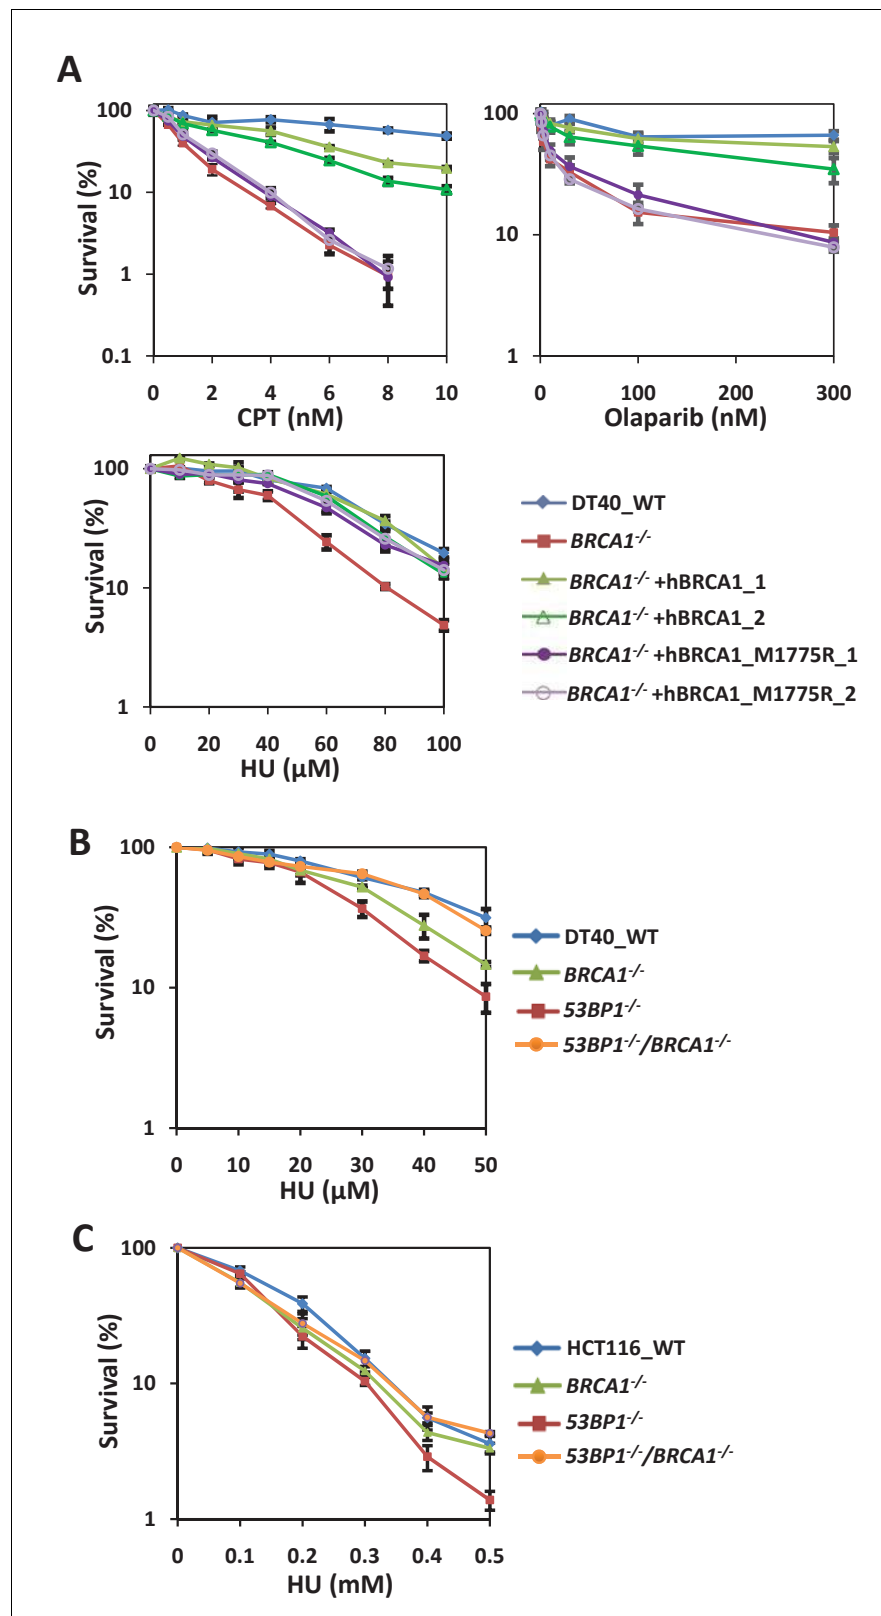 A
100
10
1
0.1
Survival (%)
0 2 4 6 8 10
CPT (nM)
100
10
1
0 100 200 300
Olaparib (nM)
100
10
1
Survival (%)
0 20 40 60 80 100
HU (µM)
DT40_WT
BRCA1-/-
BRCA1-/- +hBRCA1_1
BRCA1-/- +hBRCA1_2
BRCA1-/- +hBRCA1_M1775R_1
BRCA1-/- +hBRCA1_M1775R_2
B
100
10
1
Survival (%)
0 10 20 30 40 50
HU (µM)
DT40_WT
BRCA1-/-
53BP1-/-
53BP1-/-/BRCA1-/-
C
100
10
1
Survival (%)
0 0.1 0.2 0.3 0.4 0.5
HU (mM)
HCT116_WT
BRCA1-/-
53BP1-/-
53BP1-/-/BRCA1-/-